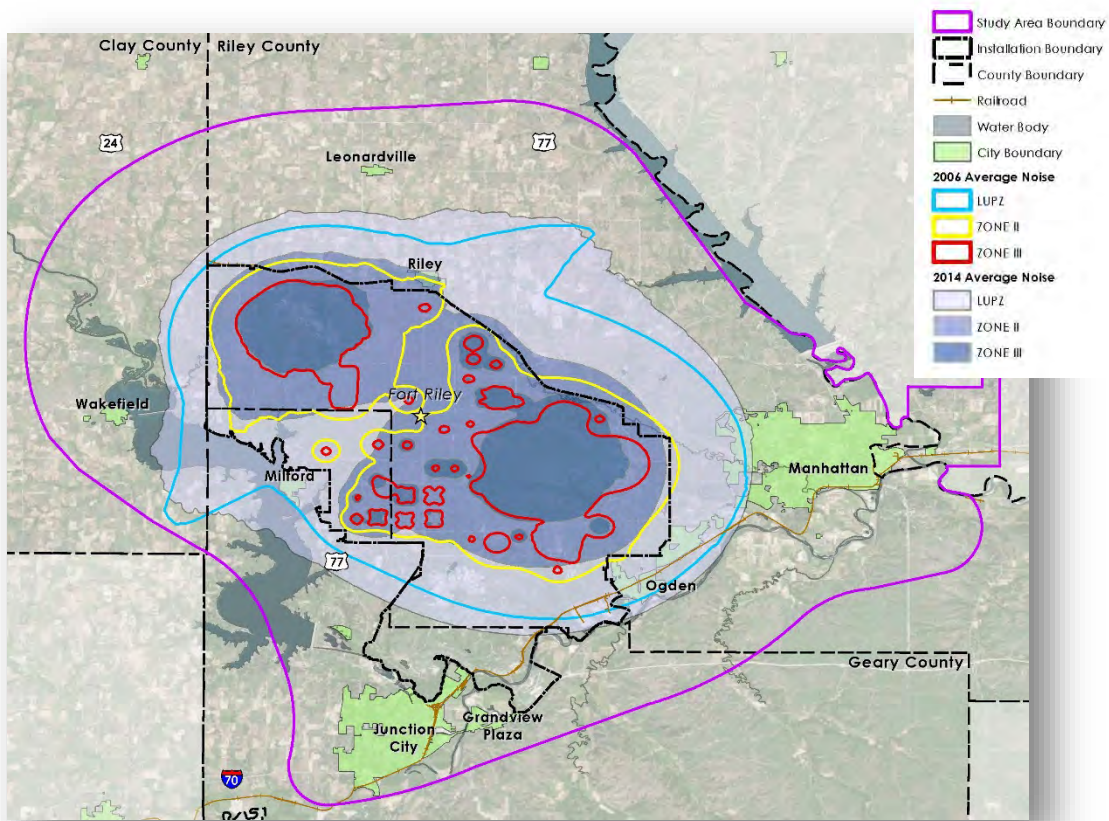 Study Area Boundary
Installation Boundary
County Boundary
Railroad
Water Body
City Boundary
2006 Average Noise
LUPZ
ZONE II
ZONE III
2014 Average Noise
LUPZ
ZONE II
ZONE III
Clay County Riley County
24
77
Leonardville
Riley
Fort Riley
Wakefield
Milford
Manhattan
77
Ogden
Geary County
Grandview
Plaza
Junction
City
70